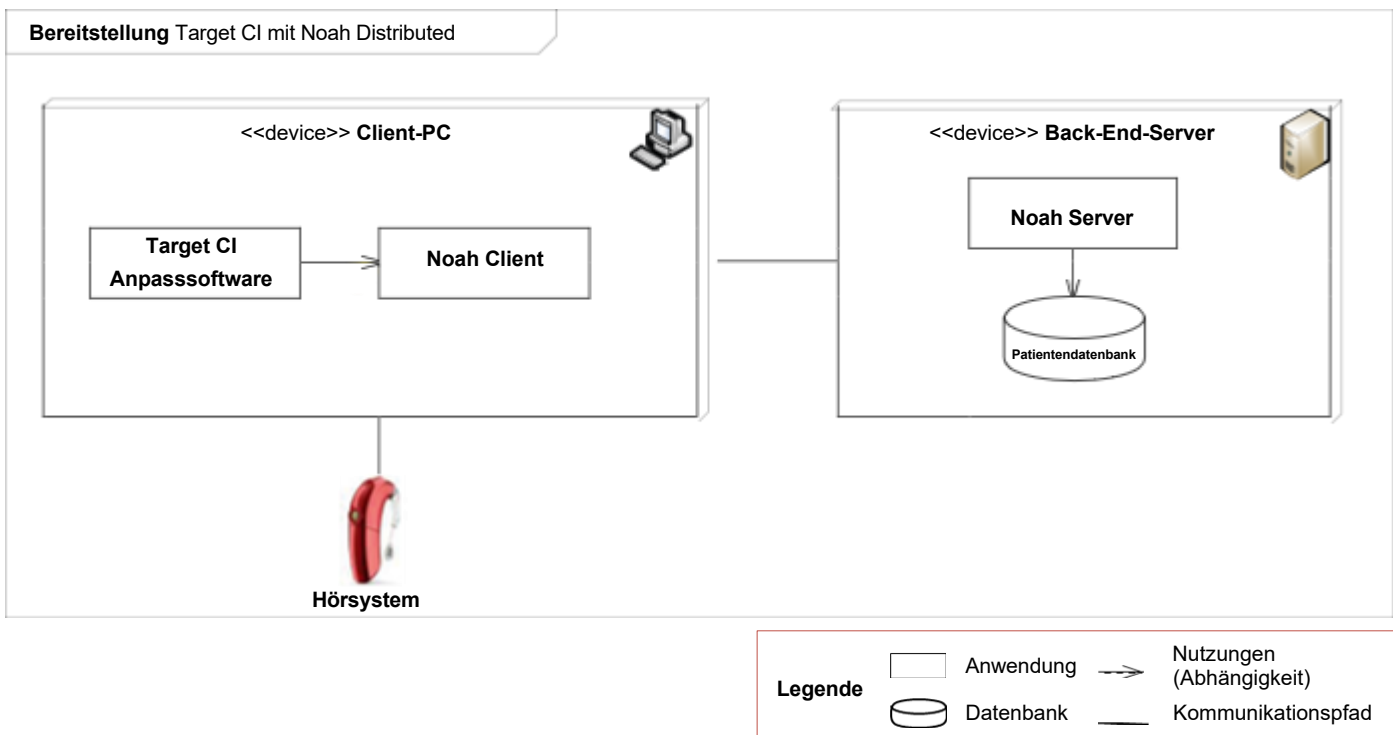 Bereitstellung Target CI mit Noah Distributed
<<device>> Client-PC
Target CI
Anpasssoftware
Noah Client
<<device>> Back-End-Server
Noah Server
Patientendatenbank
Hörsystem
Legende
Anwendung
Nutzungen
(Abhängigkeit)
Datenbank
Kommunikationspfad